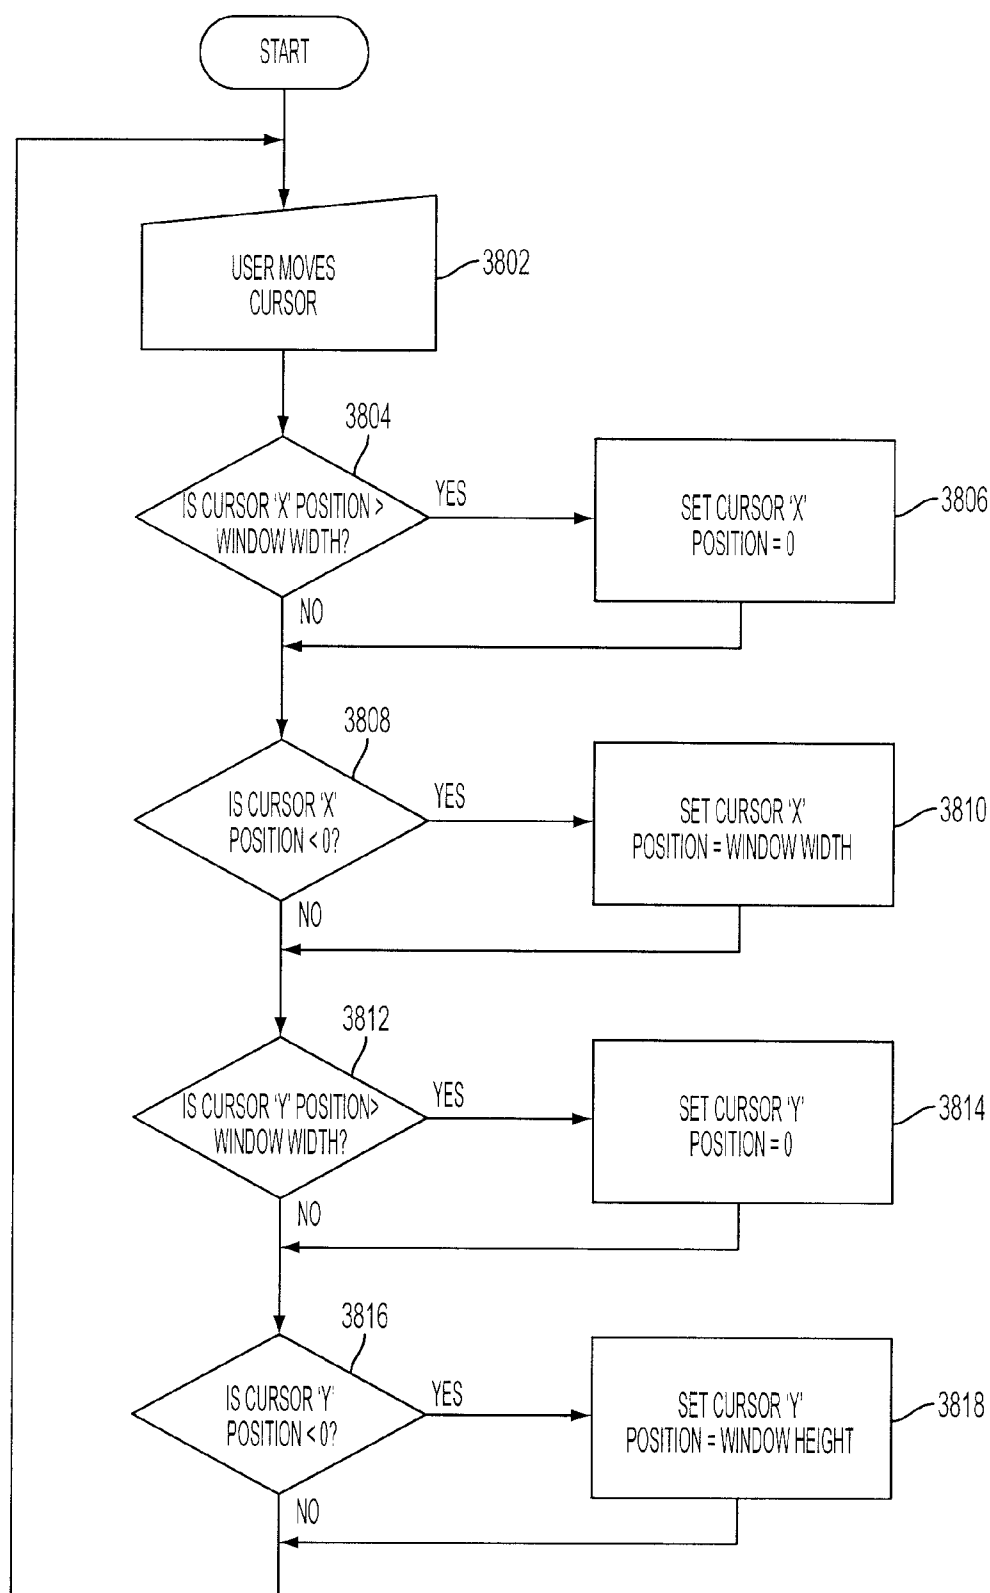 START
USER MOVES
CURSOR
3802
3804
IS CURSOR 'X' POSITION >
WINDOW WIDTH?
YES
NO
SET CURSOR 'X'
POSITION = 0
3806
3808
IS CURSOR 'X'
POSITION < 0?
YES
NO
SET CURSOR 'X'
POSITION = WINDOW WIDTH
3810
3812
IS CURSOR 'Y' POSITION>
WINDOW WIDTH?
YES
NO
SET CURSOR 'Y'
POSITION = 0
3814
3816
IS CURSOR 'Y'
POSITION < 0?
YES
NO
SET CURSOR 'Y'
POSITION = WINDOW HEIGHT
3818